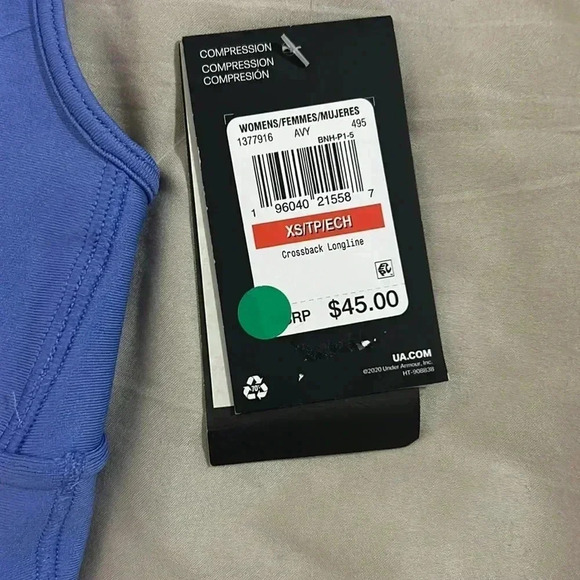 COMPRESSION
COMPRESSION
COMPRESIÓN
WOMENS/FEMMES/MUJERES
1377916 AVY 495
BNH-P1-5
1 96040 21558 7
XS/TP/ECH
Crossback Longline
RP $45.00
UA.COM
©2020 Under Armour, Inc.
HT-908838
70%